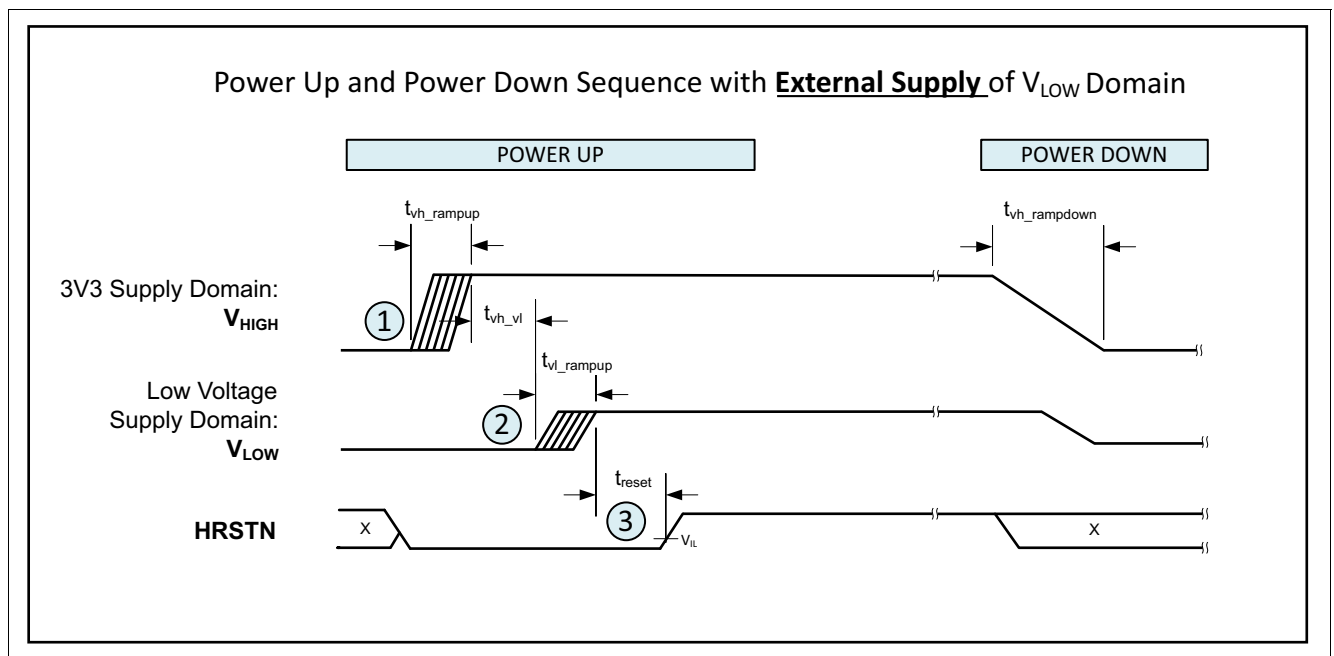 Power Up and Power Down Sequence with External Supply of VLOW Domain
POWER UP
POWER DOWN
tvh_rampup
tvh_rampdown
3V3 Supply Domain:
VHIGH
1
tvh_vl
tvl_rampup
Low Voltage
Supply Domain:
VLOW
2
treset
HRSTN
X
3
VIL
X